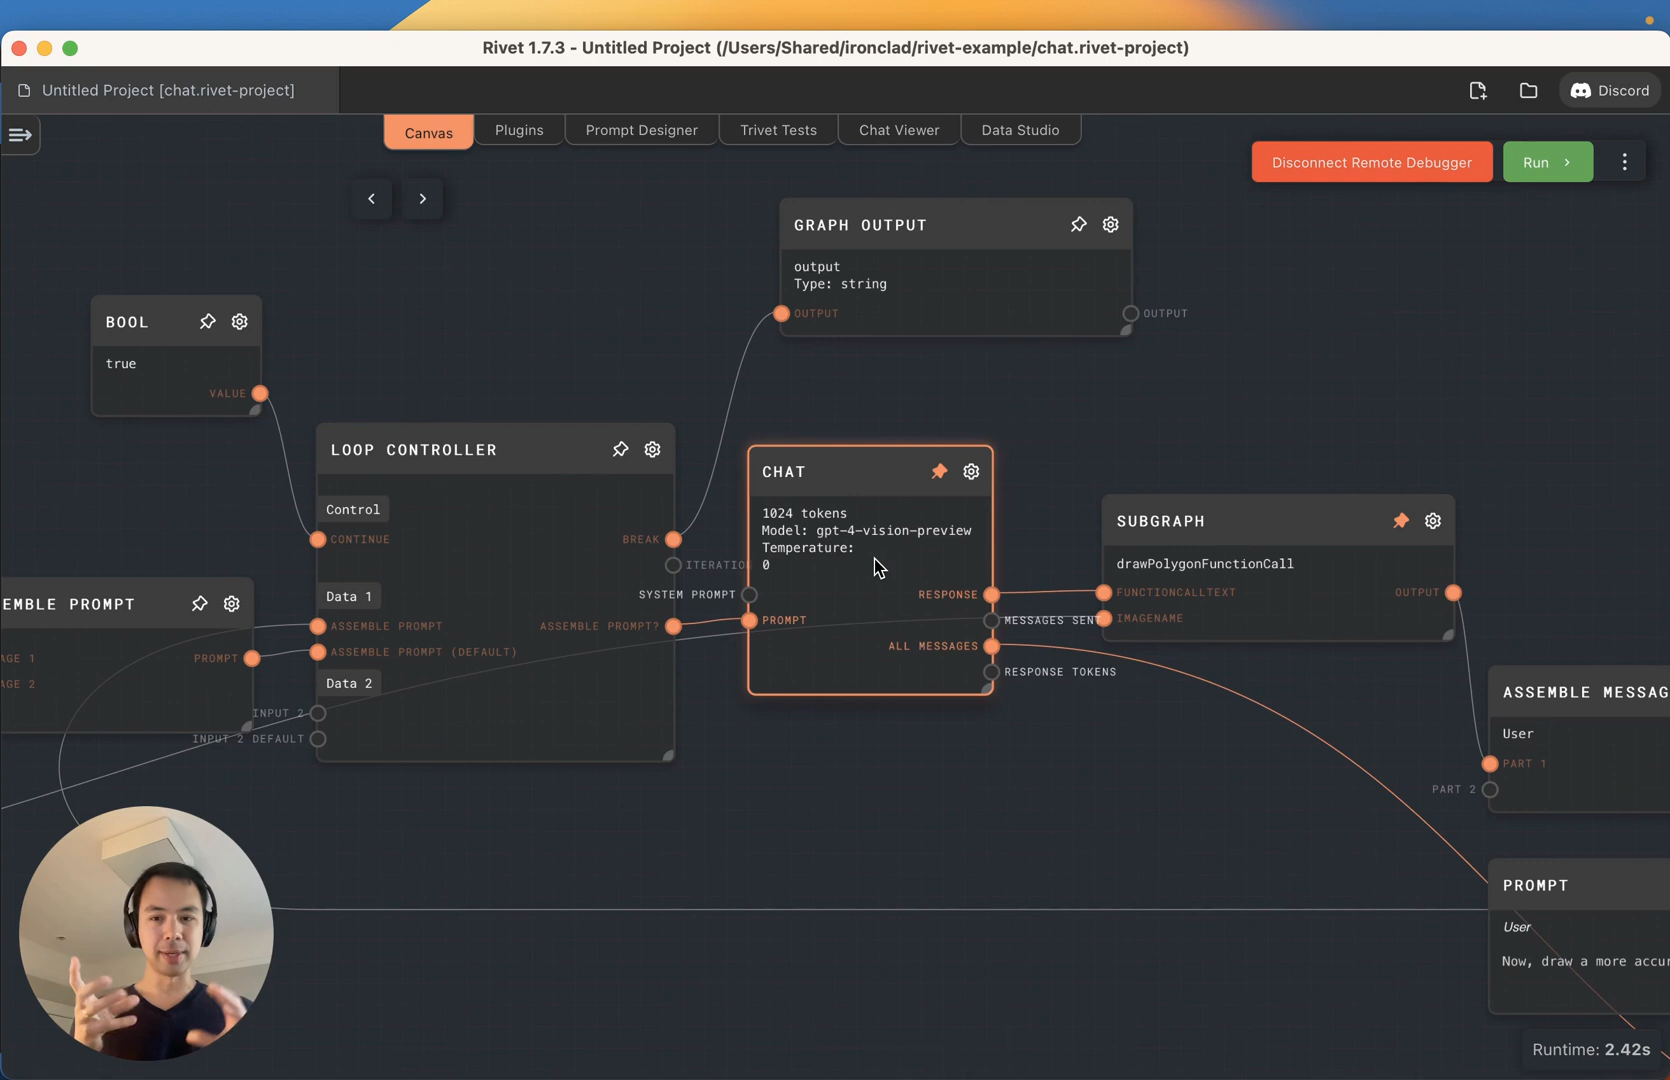 Rivet 1.7.3 - Untitled Project (/Users/Shared/ironclad/rivet-example/chat.rivet-project)
Untitled Project [chat.rivet-project]
Discord
Canvas
Plugins
Prompt Designer
Trivet Tests
Chat Viewer
Data Studio
Disconnect Remote Debugger
Run
GRAPH OUTPUT
output
Type: string
OUTPUT
OUTPUT
BOOL
true
VALUE
LOOP CONTROLLER
Control
CONTINUE
BREAK
ITERATION
Data 1
ASSEMBLE PROMPT
ASSEMBLE PROMPT?
ASSEMBLE PROMPT (DEFAULT)
Data 2
INPUT 2
INPUT 2 DEFAULT
EMBLE PROMPT
AGE 1
PROMPT
AGE 2
CHAT
1024 tokens
Model: gpt-4-vision-preview
Temperature:
0
SYSTEM PROMPT
RESPONSE
PROMPT
MESSAGES SENT
ALL MESSAGES
RESPONSE TOKENS
SUBGRAPH
drawPolygonFunctionCall
FUNCTIONCALLTEXT
OUTPUT
IMAGENAME
ASSEMBLE MESSAG
User
PART 1
PART 2
PROMPT
User
Now, draw a more accur
Runtime: 2.42s